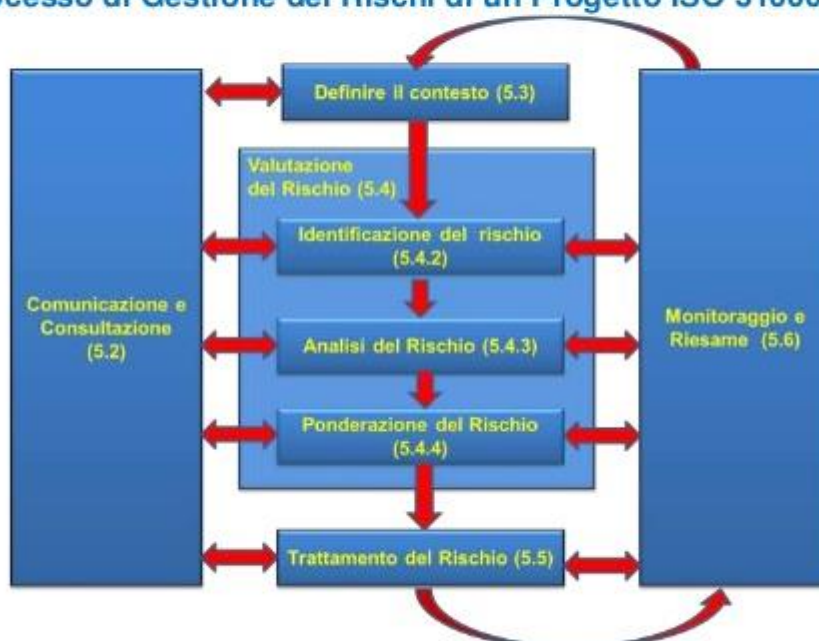 Processo di Gestione dei Rischi di un Progetto ISO 31000
Definire il contesto (5.3)
Valutazione
del Rischio (5.4)
Identificazione del rischio
(5.4.2)
Comunicazione e
Consultazione
(5.2)
Analisi del Rischio (5.4.3)
Monitoraggio e
Riesame (5.6)
Ponderazione del Rischio
(5.4.4)
Trattamento del Rischio (5.5)